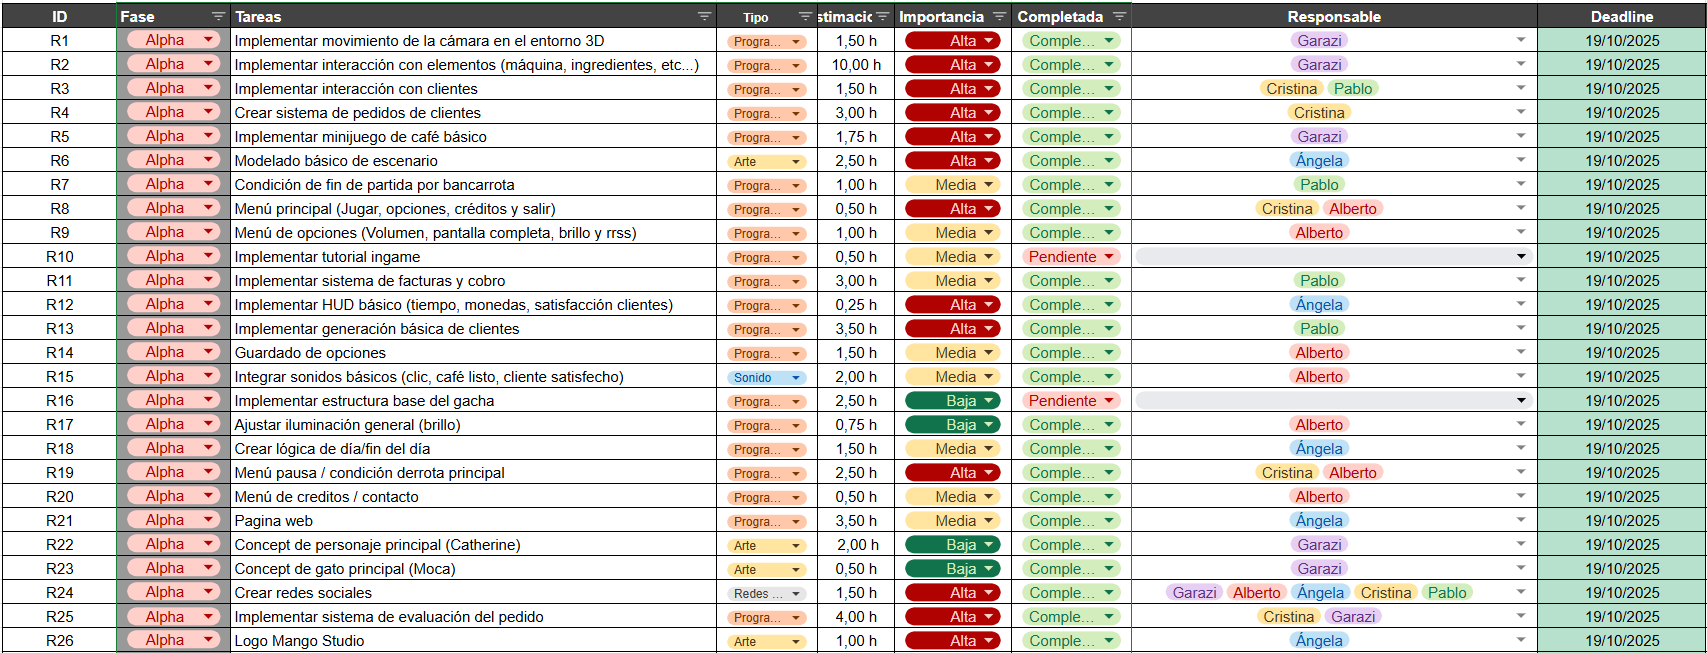 ID Fase Tareas Tipo stimació Importancia Completada Responsable Deadline
R1 Alpha Implementar movimiento de la cámara en el entorno 3D Progra... 1,50 h Alta Comple... Garazi 19/10/2025
R2 Alpha Implementar interacción con elementos (máquina, ingredientes, etc...) Progra... 10,00 h Alta Comple... Garazi 19/10/2025
R3 Alpha Implementar interacción con clientes Progra... 1,50 h Alta Comple... Cristina Pablo 19/10/2025
R4 Alpha Crear sistema de pedidos de clientes Progra... 3,00 h Alta Comple... Cristina 19/10/2025
R5 Alpha Implementar minijuego de café básico Progra... 1,75 h Alta Comple... Garazi 19/10/2025
R6 Alpha Modelado básico de escenario Arte 2,50 h Alta Comple... Ángela 19/10/2025
R7 Alpha Condición de fin de partida por bancarrota Progra... 1,00 h Media Comple... Pablo 19/10/2025
R8 Alpha Menú principal (Jugar, opciones, créditos y salir) Progra... 0,50 h Alta Comple... Cristina Alberto 19/10/2025
R9 Alpha Menú de opciones (Volumen, pantalla completa, brillo y rrss) Progra... 1,00 h Media Comple... Alberto 19/10/2025
R10 Alpha Implementar tutorial ingame Progra... 0,50 h Media Pendiente 19/10/2025
R11 Alpha Implementar sistema de facturas y cobro Progra... 3,00 h Media Comple... Pablo 19/10/2025
R12 Alpha Implementar HUD básico (tiempo, monedas, satisfacción clientes) Progra... 0,25 h Alta Comple... Ángela 19/10/2025
R13 Alpha Implementar generación básica de clientes Progra... 3,50 h Alta Comple... Pablo 19/10/2025
R14 Alpha Guardado de opciones Progra... 1,50 h Media Comple... Alberto 19/10/2025
R15 Alpha Integrar sonidos básicos (clic, café listo, cliente satisfecho) Sonido 2,00 h Media Comple... Alberto 19/10/2025
R16 Alpha Implementar estructura base del gacha Progra... 2,50 h Baja Pendiente 19/10/2025
R17 Alpha Ajustar iluminación general (brillo) Progra... 0,75 h Baja Comple... Alberto 19/10/2025
R18 Alpha Crear lógica de día/fin del día Progra... 1,50 h Media Comple... Ángela 19/10/2025
R19 Alpha Menú pausa / condición derrota principal Progra... 2,50 h Alta Comple... Cristina Alberto 19/10/2025
R20 Alpha Menú de creditos / contacto Progra... 0,50 h Media Comple... Alberto 19/10/2025
R21 Alpha Pagina web Progra... 3,50 h Media Comple... Ángela 19/10/2025
R22 Alpha Concept de personaje principal (Catherine) Arte 2,00 h Baja Comple... Garazi 19/10/2025
R23 Alpha Concept de gato principal (Moca) Arte 0,50 h Baja Comple... Garazi 19/10/2025
R24 Alpha Crear redes sociales Redes ... 1,50 h Alta Comple... Garazi Alberto Ángela Cristina Pablo 19/10/2025
R25 Alpha Implementar sistema de evaluación del pedido Progra... 4,00 h Alta Comple... Cristina Garazi 19/10/2025
R26 Alpha Logo Mango Studio Arte 1,00 h Alta Comple... Ángela 19/10/2025